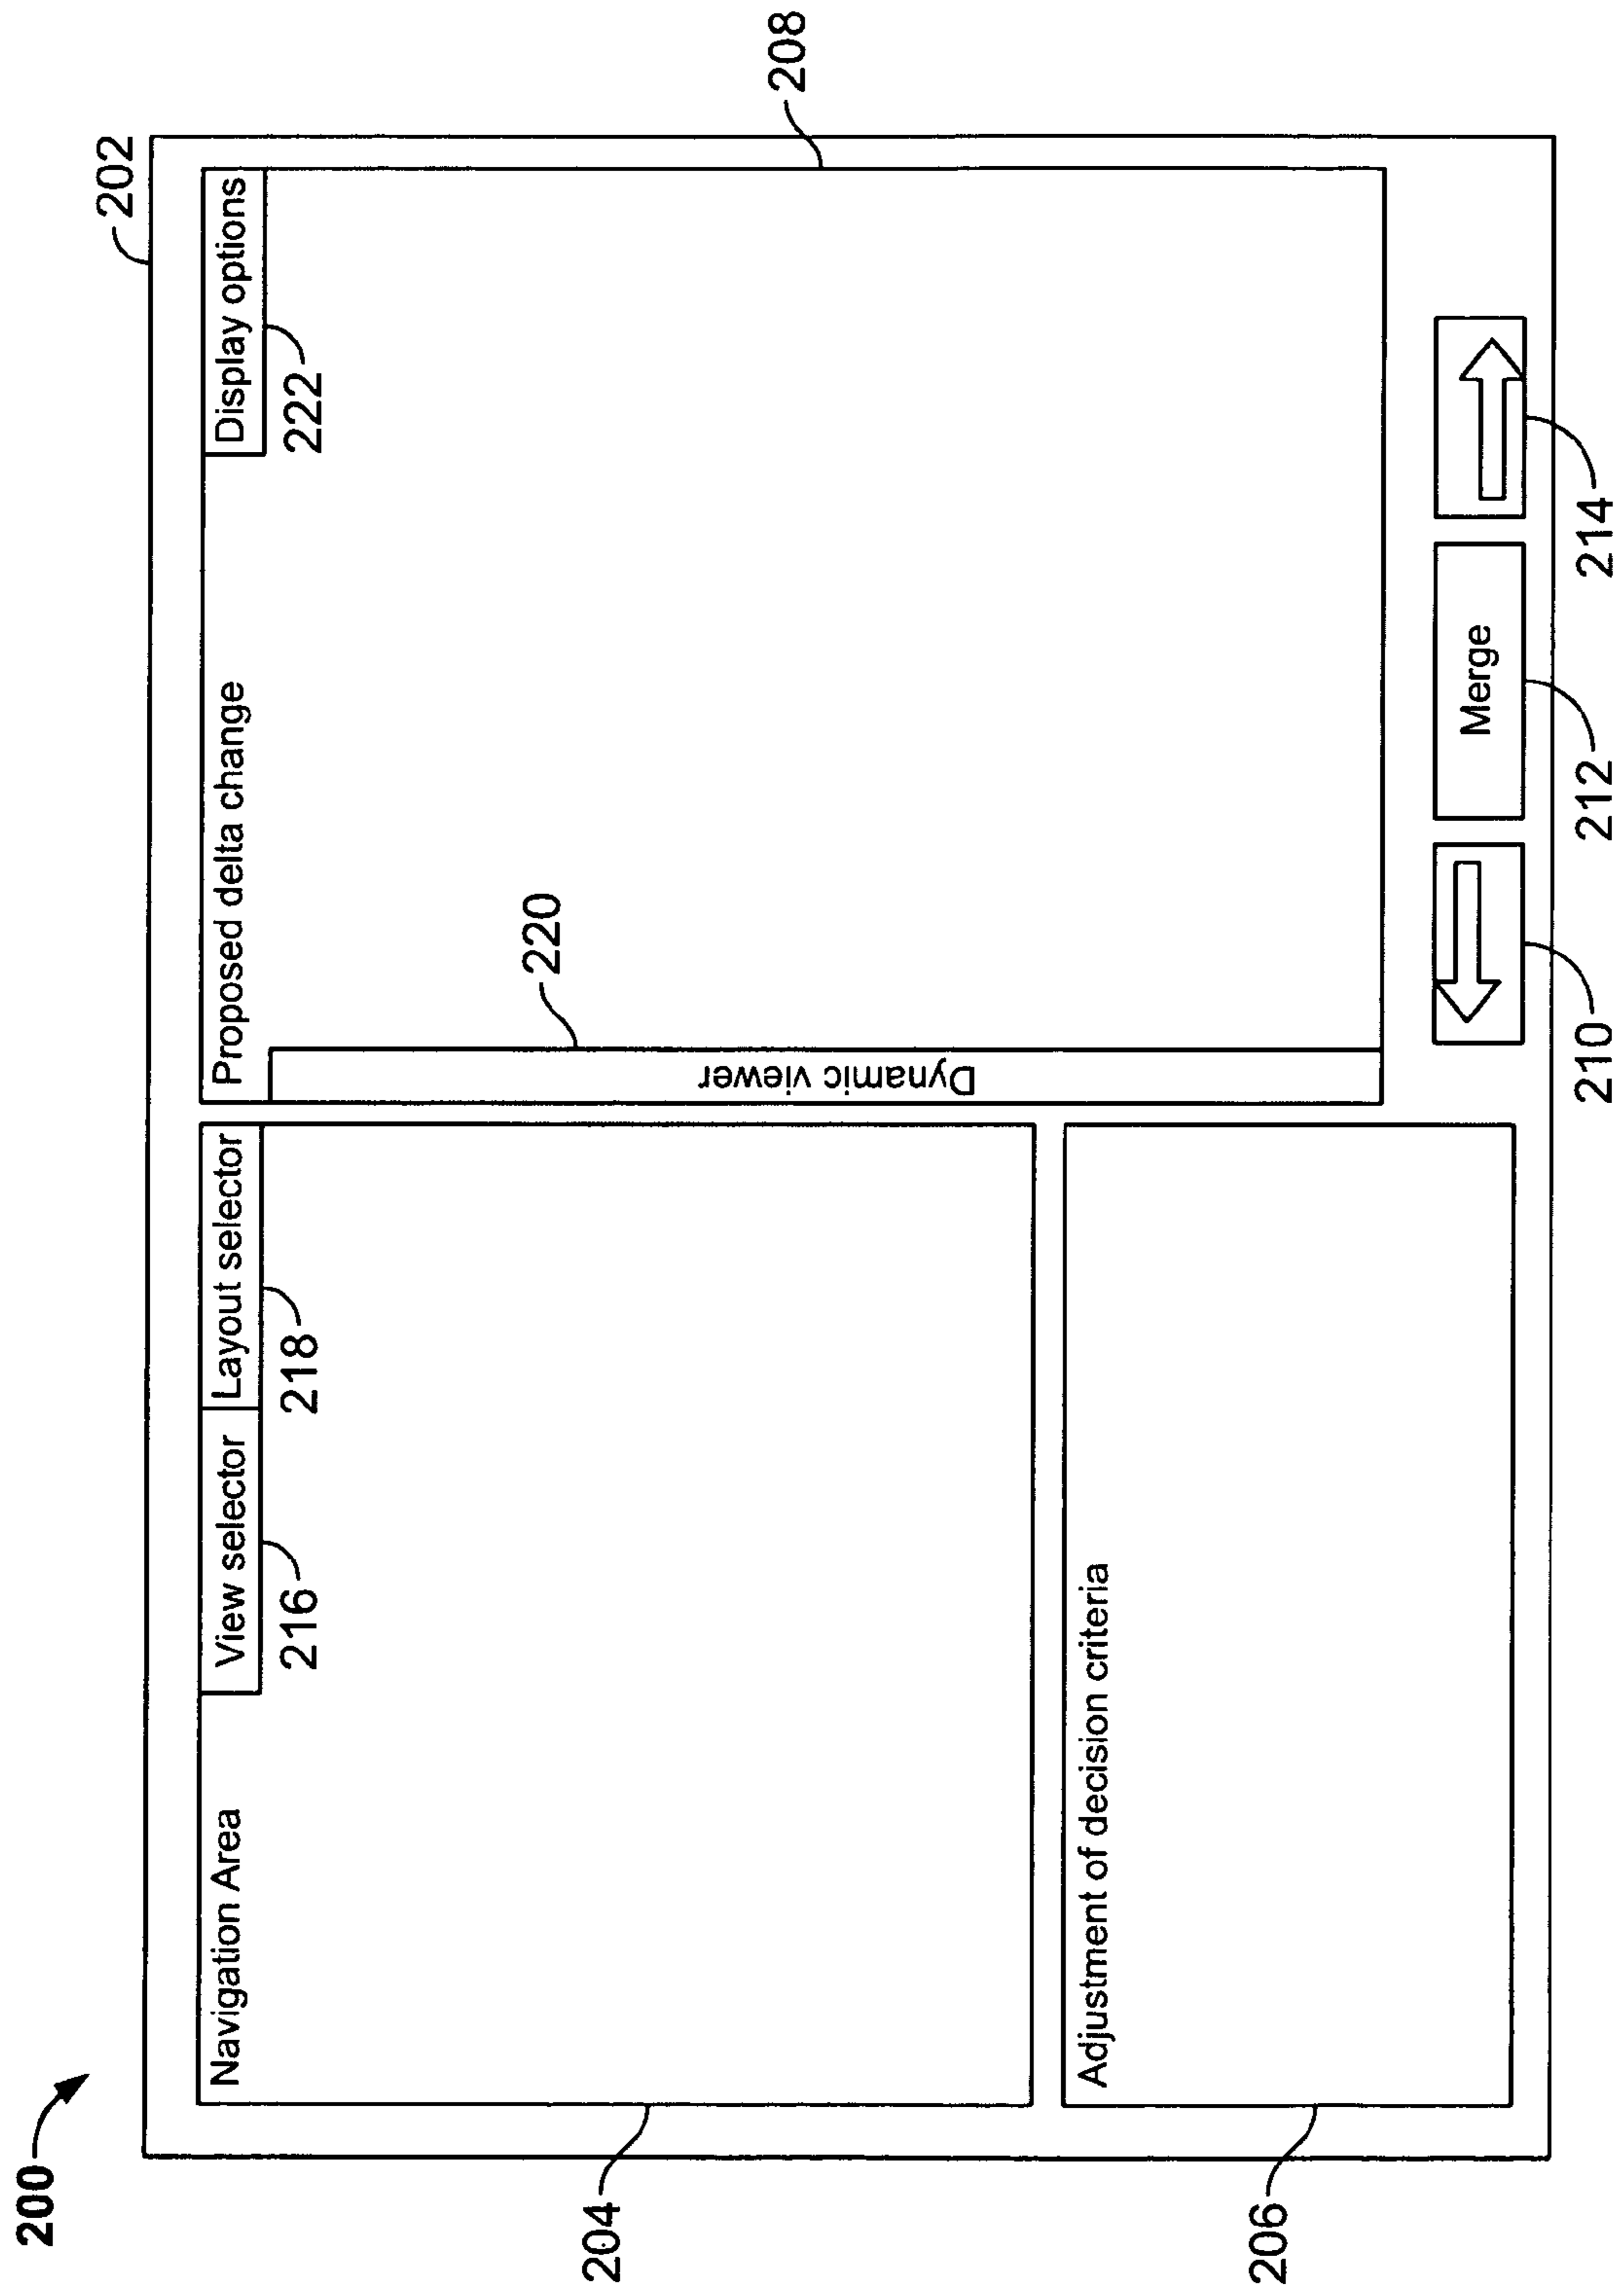 200
202
Navigation Area
View selector
Layout selector
216
218
Proposed delta change
Display options
222
208
220
Dynamic viewer
204
Adjustment of decision criteria
206
Merge
210
212
214